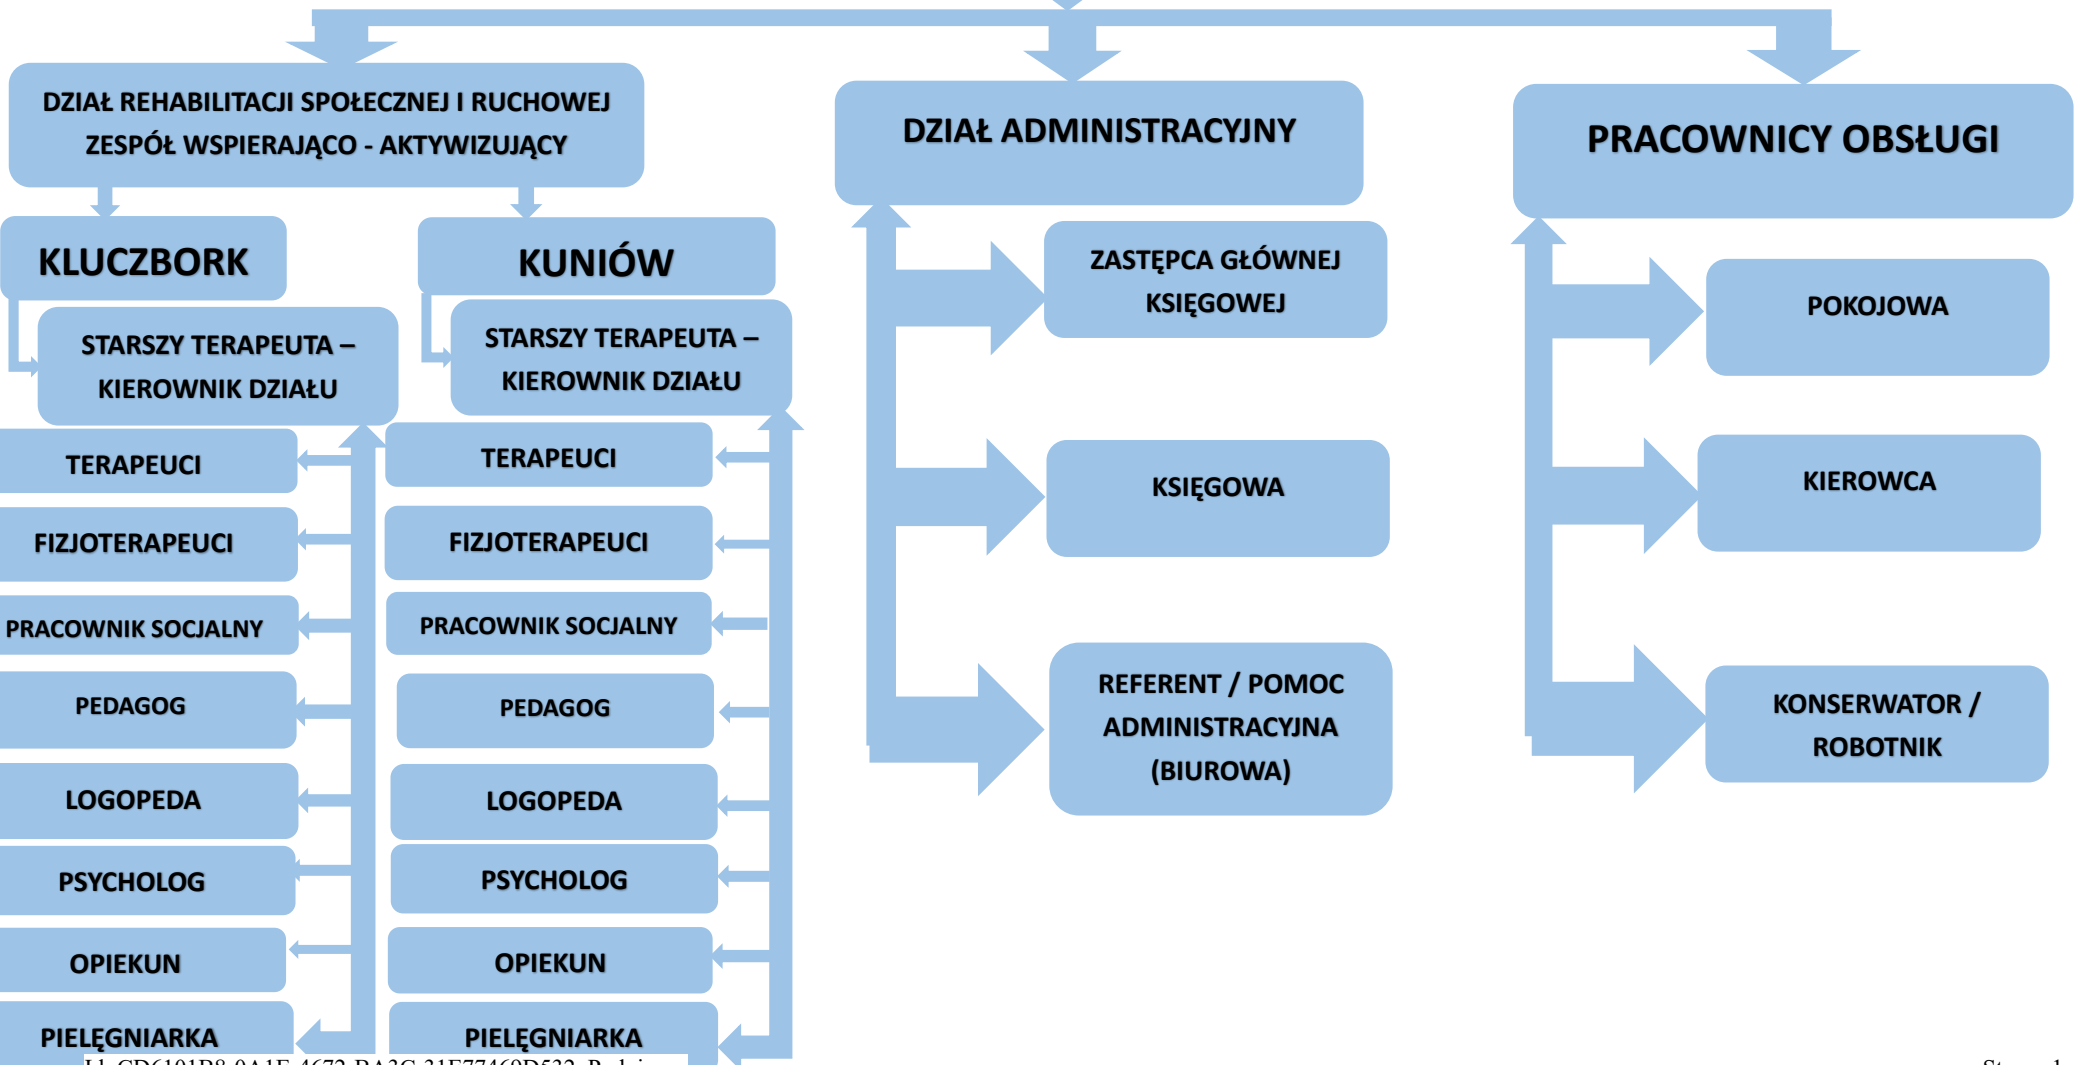 DZIAŁ REHABILITACJI SPOŁECZNEJ I RUCHOWEJ
ZESPÓŁ WSPIERAJĄCO - AKTYWIZUJĄCY
KLUCZBORK
STARSZY TERAPEUTA –
KIEROWNIK DZIAŁU
TERAPEUCI
FIZJOTERAPEUCI
PRACOWNIK SOCJALNY
PEDAGOG
LOGOPEDA
PSYCHOLOG
OPIEKUN
PIELĘGNIARKA
KUNIÓW
STARSZY TERAPEUTA –
KIEROWNIK DZIAŁU
TERAPEUCI
FIZJOTERAPEUCI
PRACOWNIK SOCJALNY
PEDAGOG
LOGOPEDA
PSYCHOLOG
OPIEKUN
PIELĘGNIARKA
DZIAŁ ADMINISTRACYJNY
ZASTĘPCA GŁÓWNEJ
KSIĘGOWEJ
KSIĘGOWA
REFERENT / POMOC
ADMINISTRACYJNA
(BIUROWA)
PRACOWNICY OBSŁUGI
POKOJOWA
KIEROWCA
KONSERWATOR /
ROBOTNIK